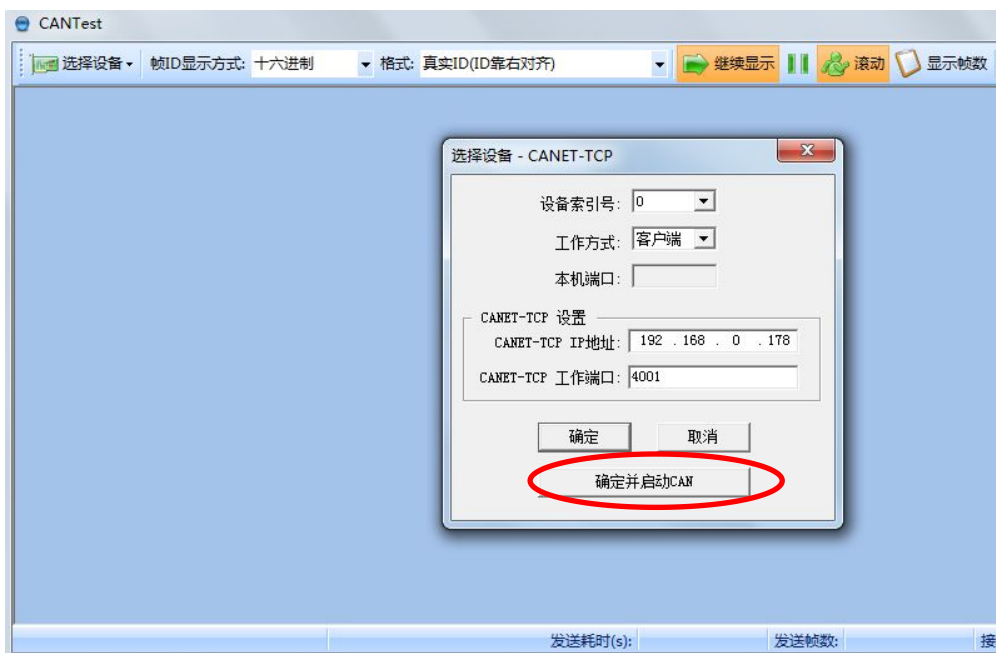 CANTest
选择设备 帧ID显示方式: 十六进制 格式: 真实ID(ID靠右对齐) 继续显示 滚动 显示帧数
选择设备 - CANET-TCP
设备索引号: 0
工作方式: 客户端
本机端口:
CANET-TCP 设置
CANET-TCP IP地址: 192 . 168 . 0 . 178
CANET-TCP 工作端口: 4001
确定 取消
确定并启动CAN
发送耗时(s): 发送帧数: 接